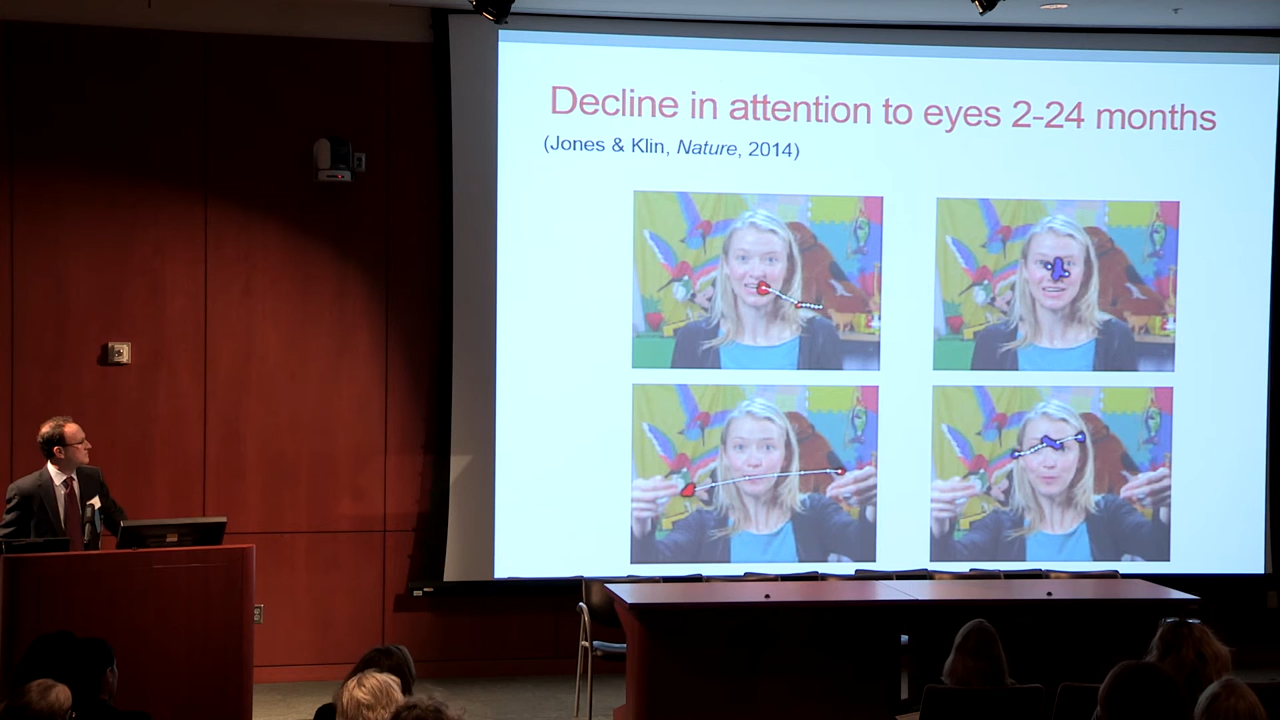 Decline in attention to eyes 2-24 months
(Jones & Klin, Nature, 2014)